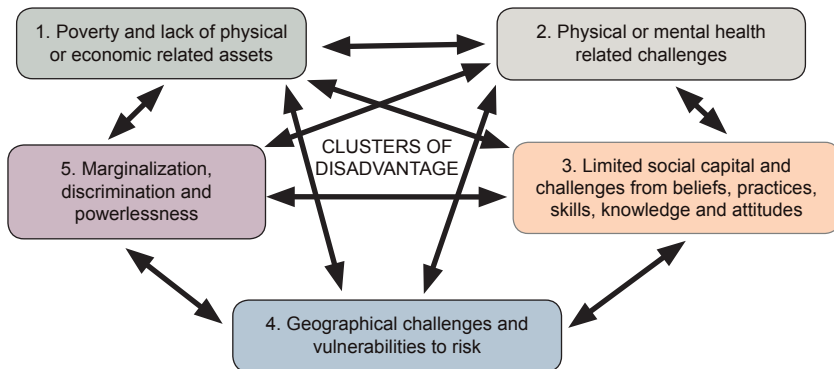 1. Poverty and lack of physical
or economic related assets
2. Physical or mental health
related challenges
CLUSTERS OF
DISADVANTAGE
5. Marginalization,
discrimination and
powerlessness
3. Limited social capital and
challenges from beliefs, practices,
skills, knowledge and attitudes
4. Geographical challenges and
vulnerabilities to risk